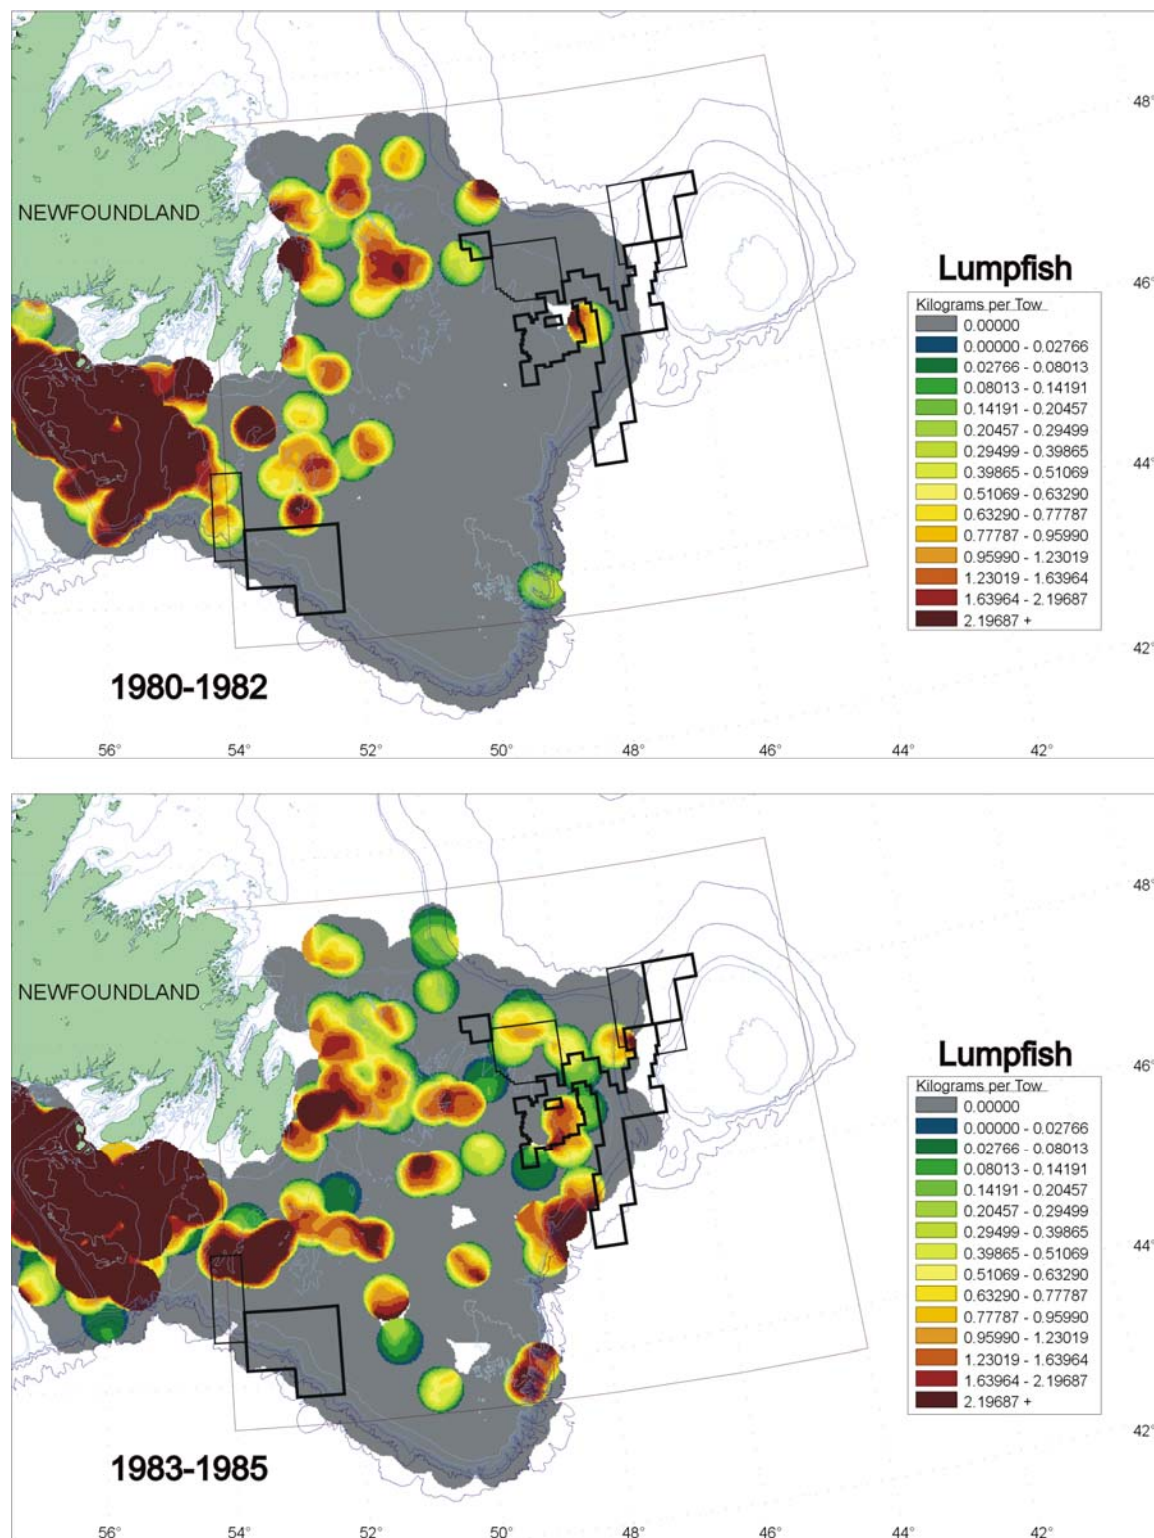 48°
NEWFOUNDLAND
Lumpfish
46°
Kilograms per Tow
0.00000
0.00000 - 0.02766
0.02766 - 0.08013
0.08013 - 0.14191
0.14191 - 0.20457
0.20457 - 0.29499
0.29499 - 0.39865
0.39865 - 0.51069
0.51069 - 0.63290
0.63290 - 0.77787
0.77787 - 0.95990
0.95990 - 1.23019
1.23019 - 1.63964
1.63964 - 2.19687
2.19687 +
44°
42°
1980-1982
56°
54°
52°
50°
48°
46°
44°
42°
48°
NEWFOUNDLAND
Lumpfish
46°
Kilograms per Tow
0.00000
0.00000 - 0.02766
0.02766 - 0.08013
0.08013 - 0.14191
0.14191 - 0.20457
0.20457 - 0.29499
0.29499 - 0.39865
0.39865 - 0.51069
0.51069 - 0.63290
0.63290 - 0.77787
0.77787 - 0.95990
0.95990 - 1.23019
1.23019 - 1.63964
1.63964 - 2.19687
2.19687 +
44°
42°
1983-1985
56°
54°
52°
50°
48°
46°
44°
42°